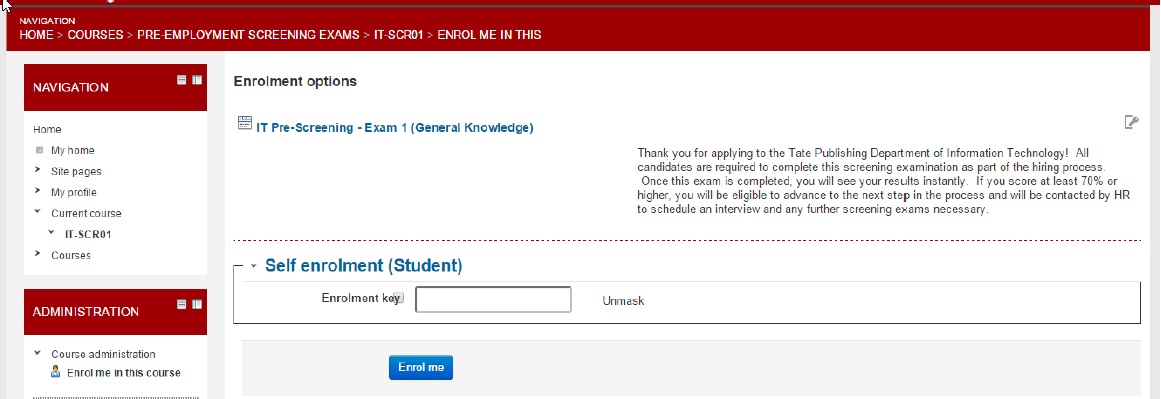 NAVIGATION
HOME > COURSES > PRE-EMPLOYMENT SCREENING EXAMS > IT-SCR01 > ENROL ME IN THIS
NAVIGATION
Home
My home
Site pages
My profile
Current course
IT-SCR01
Courses
ADMINISTRATION
Course administration
Enrol me in this course
Enrolment options
IT Pre-Screening - Exam 1 (General Knowledge)
Thank you for applying to the Tate Publishing Department of Information Technology! All
candidates are required to complete this screening examination as part of the hiring process.
Once this exam is completed, you will see your results instantly. If you score at least 70% or
higher, you will be eligible to advance to the next step in the process and will be contacted by HR
to schedule an interview and any further screening exams necessary.
Self enrolment (Student)
Enrolment key
Unmask
Enrol me